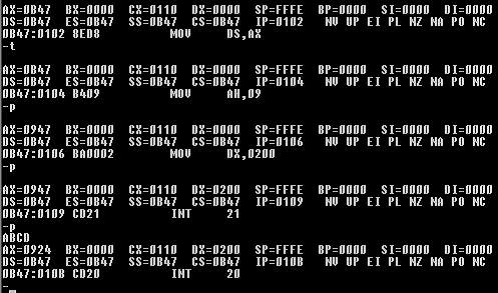 AX=0B47  BX=0000  CX=0110  DX=0000  SP=FFFE  BP=0000  SI=0000  DI=0000
DS=0B47  ES=0B47  SS=0B47  CS=0B47  IP=0102   NV UP EI PL NZ NA PO NC
0B47:0102 8ED8          MOV     DS,AX
-t
AX=0B47  BX=0000  CX=0110  DX=0000  SP=FFFE  BP=0000  SI=0000  DI=0000
DS=0B47  ES=0B47  SS=0B47  CS=0B47  IP=0104   NV UP EI PL NZ NA PO NC
0B47:0104 B409          MOV     AH,09
-p
AX=0947  BX=0000  CX=0110  DX=0000  SP=FFFE  BP=0000  SI=0000  DI=0000
DS=0B47  ES=0B47  SS=0B47  CS=0B47  IP=0106   NV UP EI PL NZ NA PO NC
0B47:0106 BA0002        MOV     DX,0200
-p
AX=0947  BX=0000  CX=0110  DX=0200  SP=FFFE  BP=0000  SI=0000  DI=0000
DS=0B47  ES=0B47  SS=0B47  CS=0B47  IP=0109   NV UP EI PL NZ NA PO NC
0B47:0109 CD21          INT     21
-p
ABCD
AX=0924  BX=0000  CX=0110  DX=0200  SP=FFFE  BP=0000  SI=0000  DI=0000
DS=0B47  ES=0B47  SS=0B47  CS=0B47  IP=010B   NV UP EI PL NZ NA PO NC
0B47:010B CD20          INT     20
-